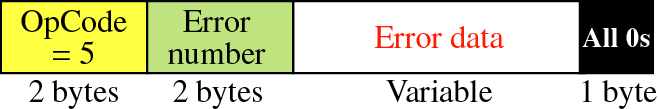 OpCode
= 5
Error
number
Error data
All 0s
2 bytes
2 bytes
Variable
1 byte